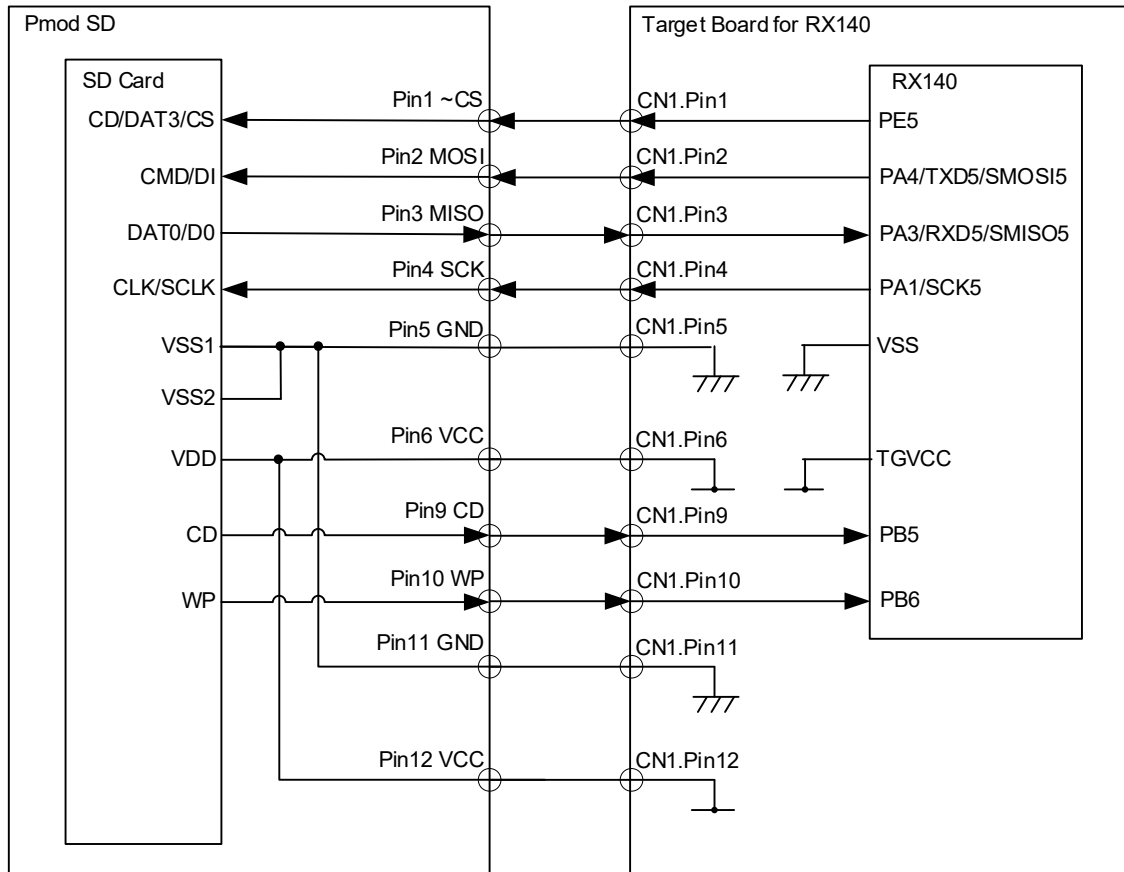 Pmod SD
Target Board for RX140
SD Card
RX140
CD/DAT3/CS
Pin1 ~CS
CN1.Pin1
PE5
CMD/DI
Pin2 MOSI
CN1.Pin2
PA4/TXD5/SMOSI5
DAT0/D0
Pin3 MISO
CN1.Pin3
PA3/RXD5/SMISO5
CLK/SCLK
Pin4 SCK
CN1.Pin4
PA1/SCK5
VSS1
Pin5 GND
CN1.Pin5
VSS
VSS2
VDD
Pin6 VCC
CN1.Pin6
TGVCC
CD
Pin9 CD
CN1.Pin9
PB5
WP
Pin10 WP
CN1.Pin10
PB6
Pin11 GND
CN1.Pin11
Pin12 VCC
CN1.Pin12